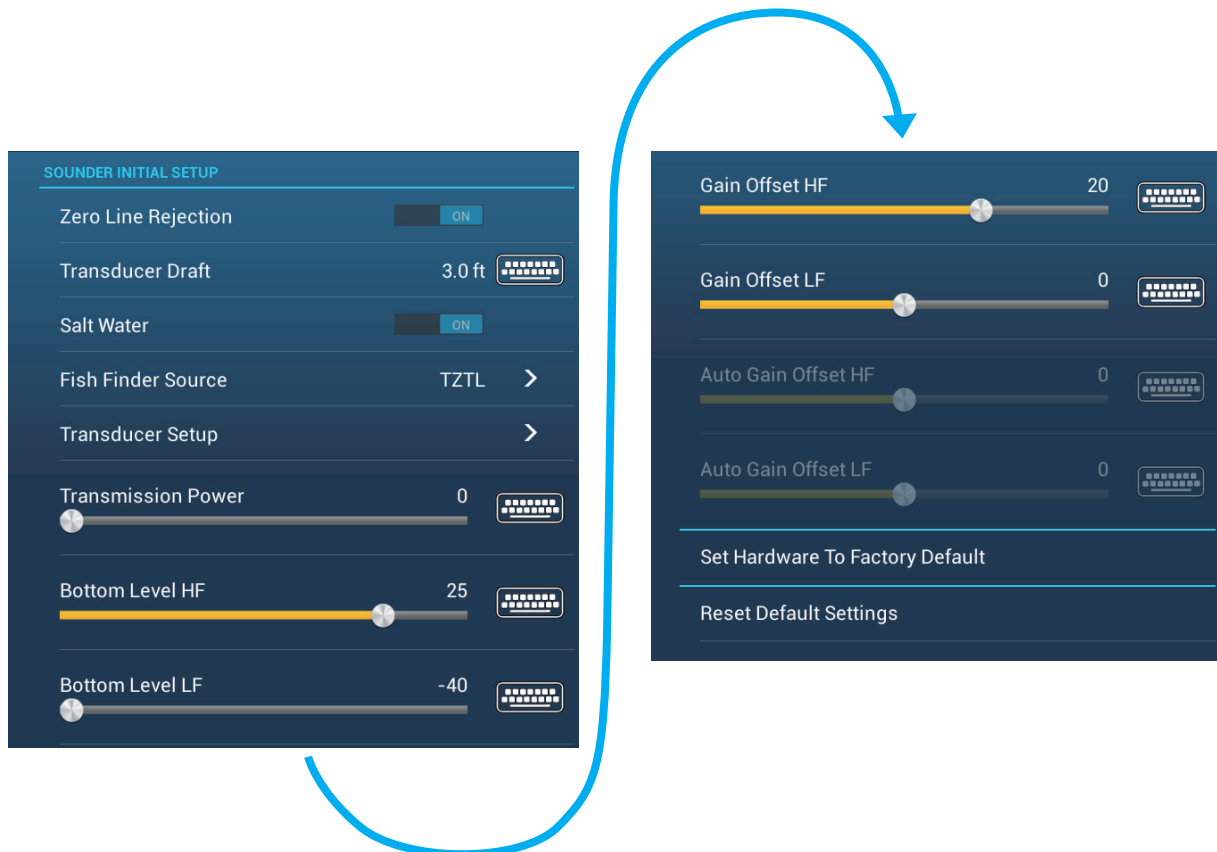 SOUNDER INITIAL SETUP
Zero Line Rejection ON
Transducer Draft 3.0 ft
Salt Water ON
Fish Finder Source TZTL
Transducer Setup
Transmission Power 0
Bottom Level HF 25
Bottom Level LF -40
Gain Offset HF 20
Gain Offset LF 0
Auto Gain Offset HF 0
Auto Gain Offset LF 0
Set Hardware To Factory Default
Reset Default Settings